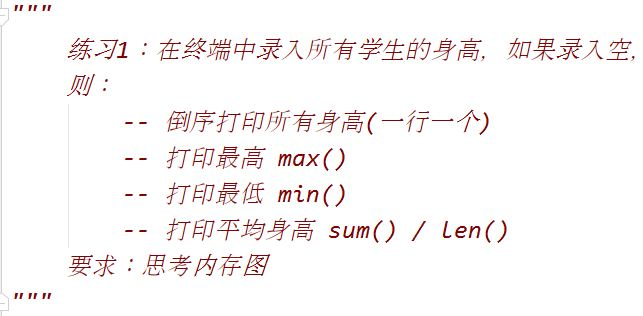 """
练习1：在终端中录入所有学生的身高, 如果录入空,
则：
-- 倒序打印所有身高(一行一个)
-- 打印最高 max()
-- 打印最低 min()
-- 打印平均身高 sum() / len()
要求：思考内存图
"""